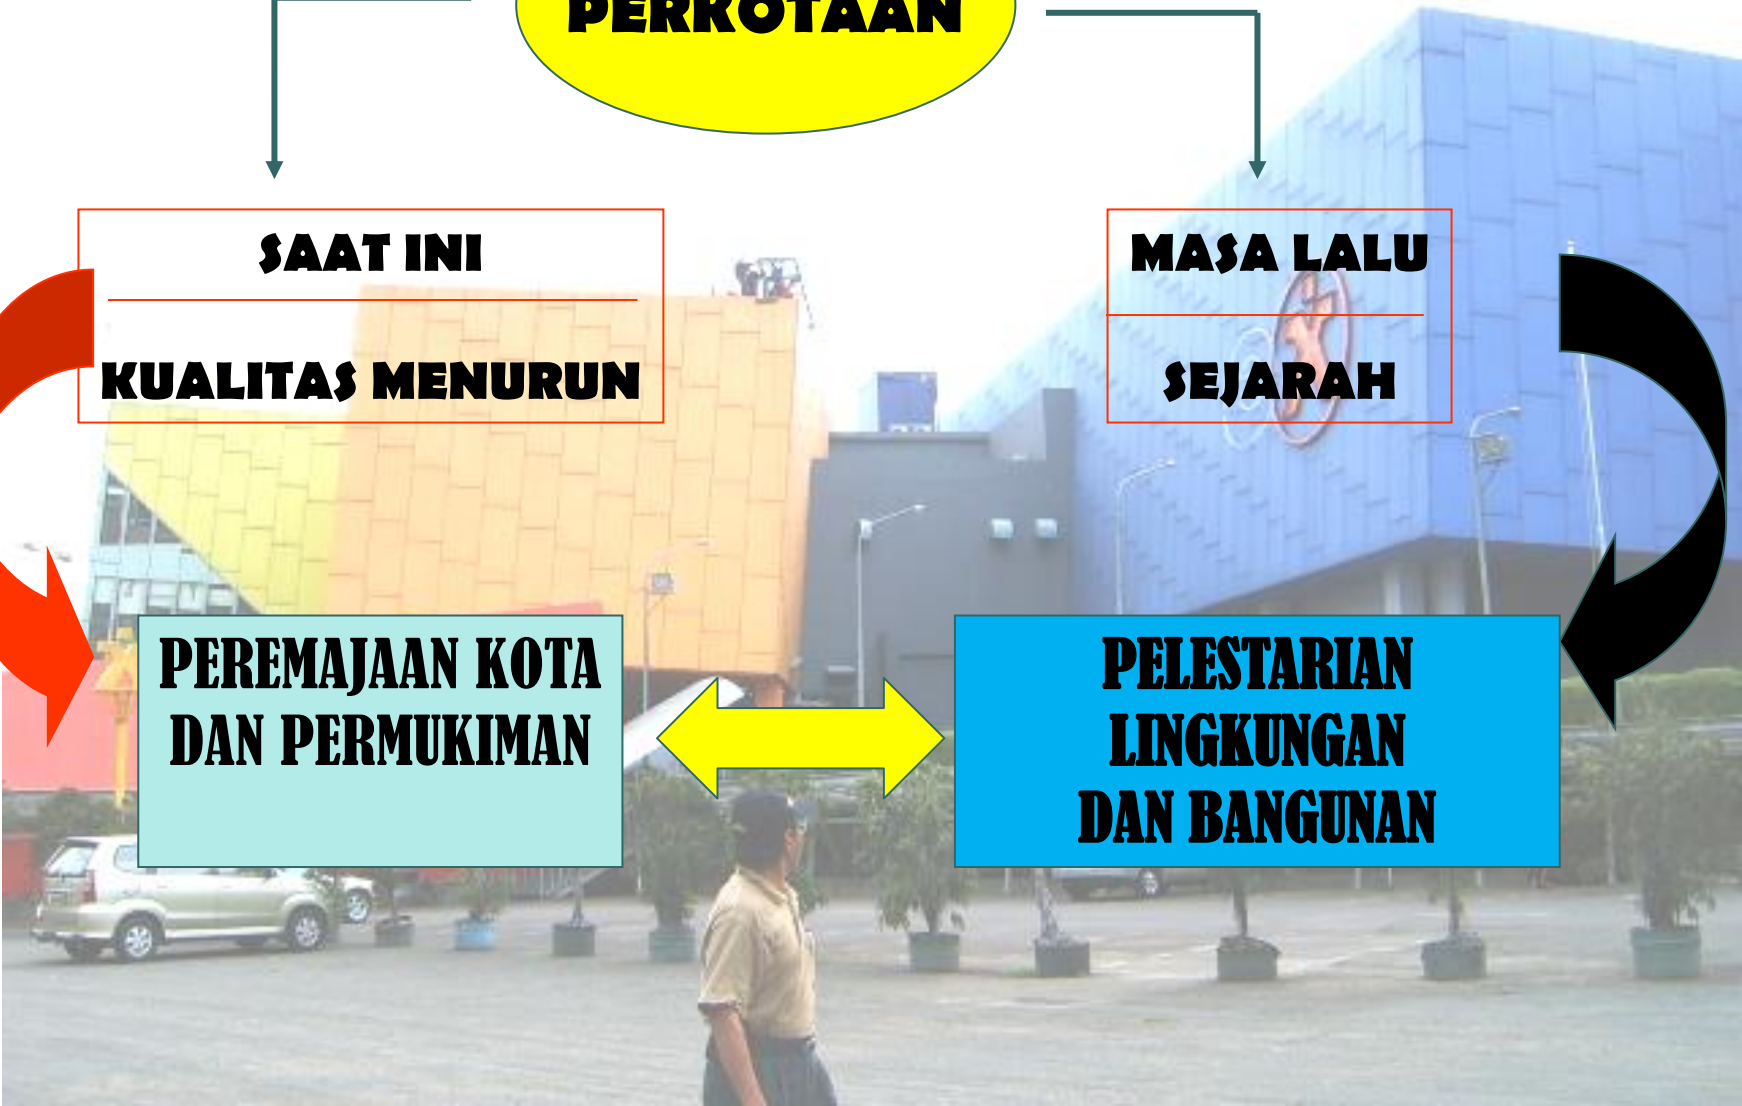 PERKOTAAN
SAAT INI
KUALITAS MENURUN
MASA LALU
SEJARAH
PEREMAJAAN KOTA
DAN PERMUKIMAN
PELESTARIAN
LINGKUNGAN
DAN BANGUNAN